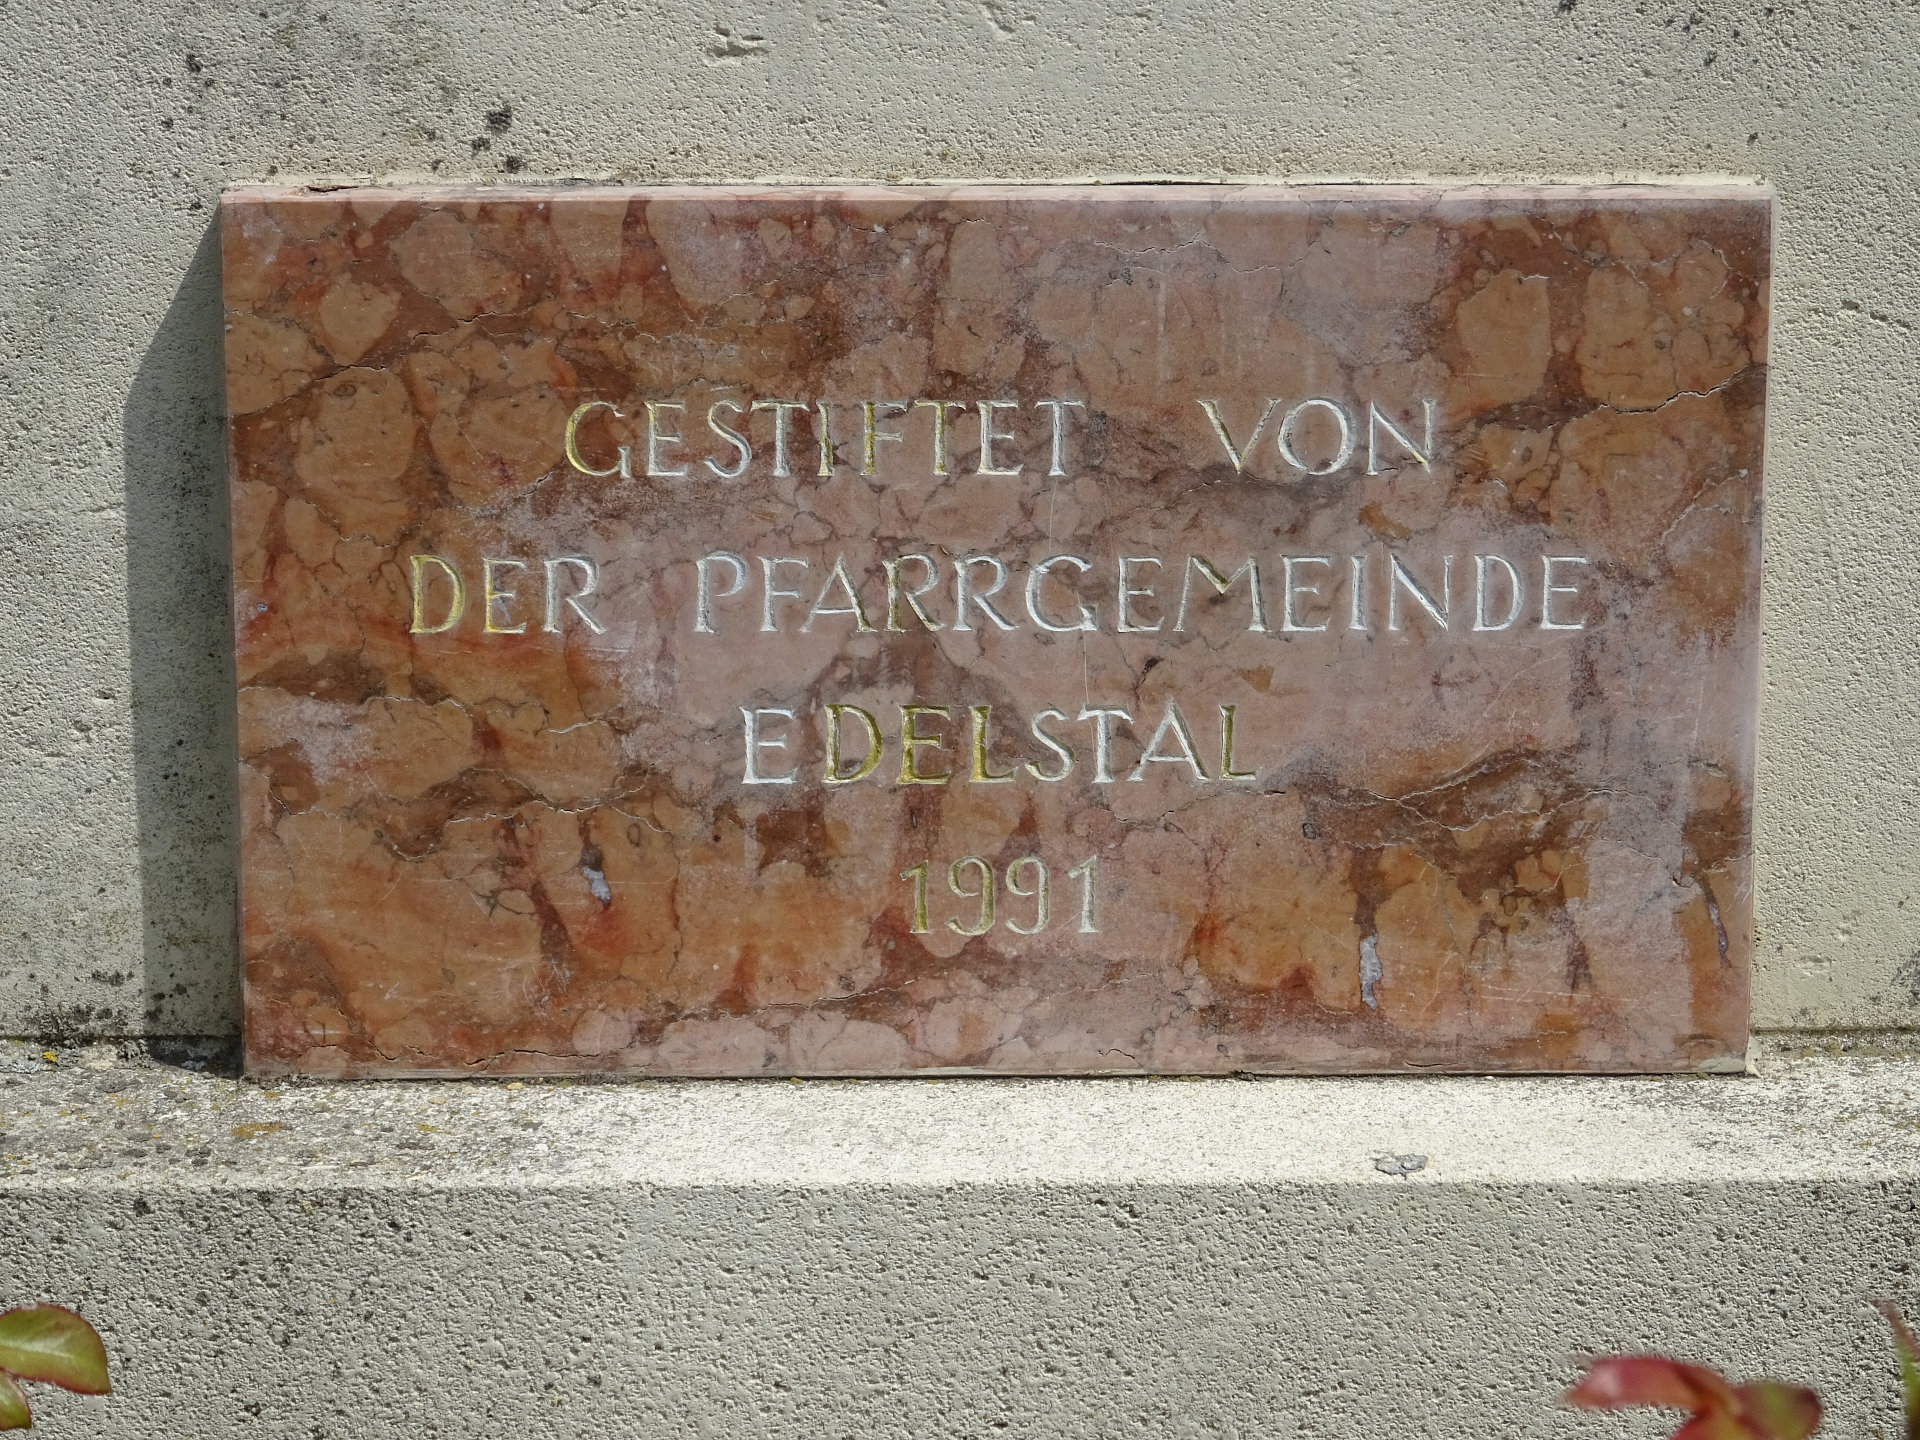 GESTIFTET VON
DER PFARRGEMEINDE
EDELSTAL
1991